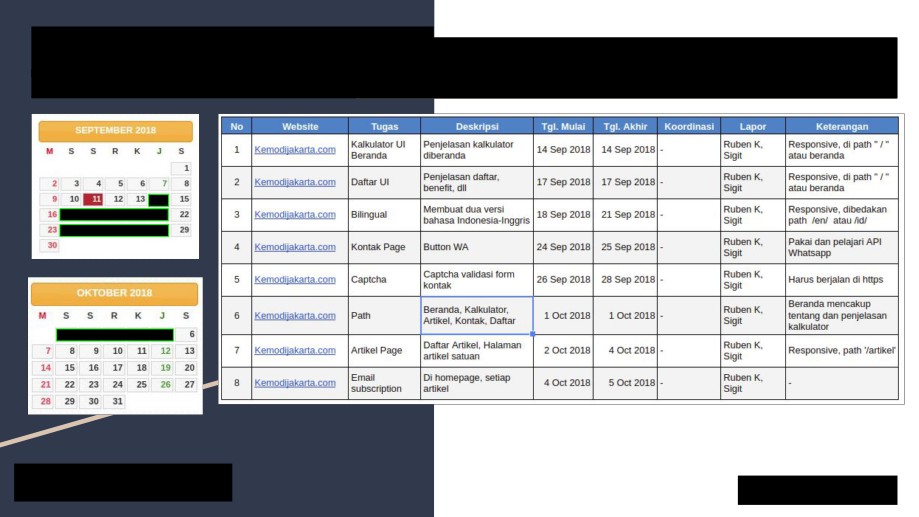 SEPTEMBER 2018
M S S R K J S
1
2 3 4 5 6 7 8
9 10 11 12 13 15
16 22
23 29
30
OKTOBER 2018
M S S R K J S
6
7 8 9 10 11 12 13
14 15 16 17 18 19 20
21 22 23 24 25 26 27
28 29 30 31
No Website Tugas Deskripsi Tgl. Mulai Tgl. Akhir Koordinasi Lapor Keterangan
1 Kemodijakarta.com Kalkulator UI Beranda Penjelasan kalkulator diberanda 14 Sep 2018 14 Sep 2018 - Ruben K, Sigit Responsive, di path " / " atau beranda
2 Kemodijakarta.com Daftar UI Penjelasan daftar, benefit, dll 17 Sep 2018 17 Sep 2018 - Ruben K, Sigit Responsive, di path " / " atau beranda
3 Kemodijakarta.com Bilingual Membuat dua versi bahasa Indonesia-Inggris 18 Sep 2018 21 Sep 2018 - Ruben K, Sigit Responsive, dibedakan path /en/ atau /id/
4 Kemodijakarta.com Kontak Page Button WA 24 Sep 2018 25 Sep 2018 - Ruben K, Sigit Pakai dan pelajari API Whatsapp
5 Kemodijakarta.com Captcha Captcha validasi form kontak 26 Sep 2018 28 Sep 2018 - Ruben K, Sigit Harus berjalan di https
6 Kemodijakarta.com Path Beranda, Kalkulator, Artikel, Kontak, Daftar 1 Oct 2018 1 Oct 2018 - Ruben K, Sigit Beranda mencakup tentang dan penjelasan kalkulator
7 Kemodijakarta.com Artikel Page Daftar Artikel, Halaman artikel satuan 2 Oct 2018 4 Oct 2018 - Ruben K, Sigit Responsive, path '/artikel'
8 Kemodijakarta.com Email subscription Di homepage, setiap artikel 4 Oct 2018 5 Oct 2018 - Ruben K, Sigit -